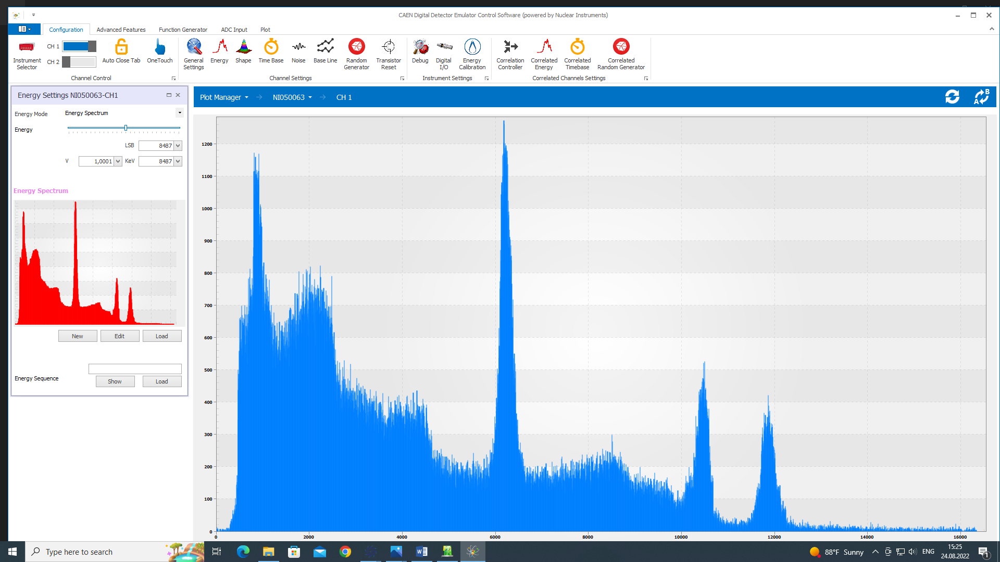 CAEN Digital Detector Emulator Control Software (powered by Nuclear Instruments)
Configuration Advanced Features Function Generator ADC Input Plot
Instrument Selector
CH 1
CH 2
Auto Close Tab
OneTouch
Channel Control
General Settings
Energy
Shape
Time Base
Noise
Base Line
Random Generator
Transistor Reset
Channel Settings
Debug
Digital I/O
Energy Calibration
Instrument Settings
Correlation Controller
Correlated Energy
Correlated Timebase
Correlated Random Generator
Correlated Channels Settings
Energy Settings NI050063-CH1
Energy Mode Energy Spectrum
Energy
LSB 8487
V 1,0001 KeV 8487
Energy Spectrum
New Edit Load
Energy Sequence
Show Load
Plot Manager NI050063 CH 1
A B
1200
1100
1000
900
800
700
600
500
400
300
200
100
0
0 2000 4000 6000 8000 10000 12000 14000 16000
Type here to search
88°F Sunny
ENG
15:25
24.08.2022
1